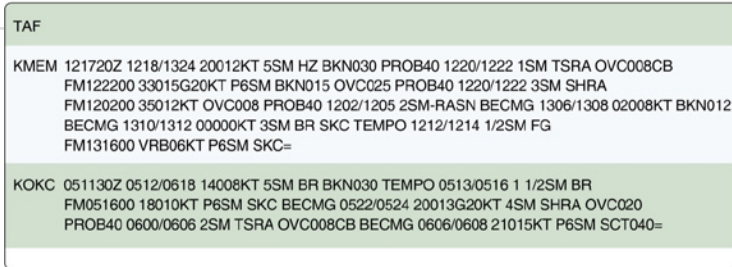 TAF
KMEM 121720Z 1218/1324 20012KT 5SM HZ BKN030 PROB40 1220/1222 1SM TSRA OVC008CB
FM122200 33015G20KT P6SM BKN015 OVC025 PROB40 1220/1222 3SM SHRA
FM120200 35012KT OVC008 PROB40 1202/1205 2SM-RASN BECMG 1306/1308 02008KT BKN012
BECMG 1310/1312 00000KT 3SM BR SKC TEMPO 1212/1214 1/2SM FG
FM131600 VRB06KT P6SM SKC=
KOKC 051130Z 0512/0618 14008KT 5SM BR BKN030 TEMPO 0513/0516 1 1/2SM BR
FM051600 18010KT P6SM SKC BECMG 0522/0524 20013G20KT 4SM SHRA OVC020
PROB40 0600/0606 2SM TSRA OVC008CB BECMG 0606/0608 21015KT P6SM SCT040=